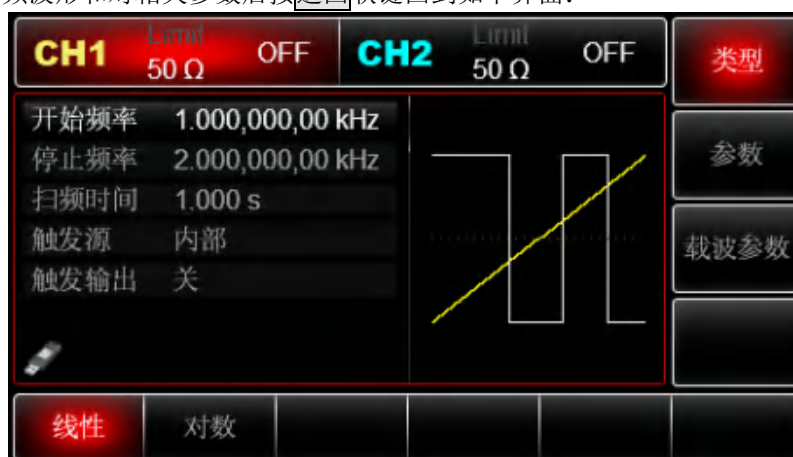 CH1 Limit OFF
50 Ω
CH2 Limit OFF
50 Ω
类型
开始频率 1.000,000,00 kHz
停止频率 2.000,000,00 kHz
扫频时间 1.000 s
触发源 内部
触发输出 关
参数
载波参数
线性 对数